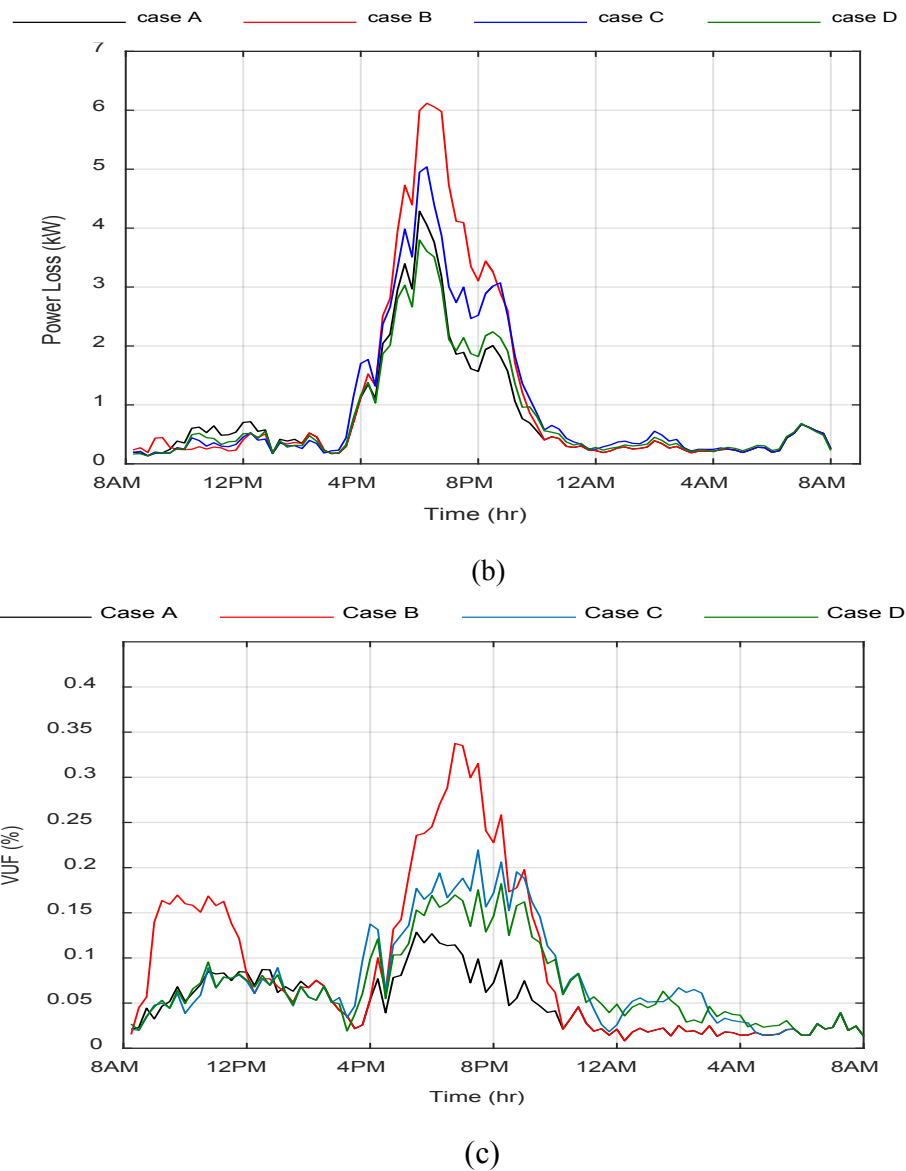 case A case B case C case D
7
6
5
4
3
2
1
0
Power Loss (kW)
8AM 12PM 4PM 8PM 12AM 4AM 8AM
Time (hr)
(b)
Case A Case B Case C Case D
0.4
0.35
0.3
0.25
0.2
0.15
0.1
0.05
0
VUF (%)
8AM 12PM 4PM 8PM 12AM 4AM 8AM
Time (hr)
(c)